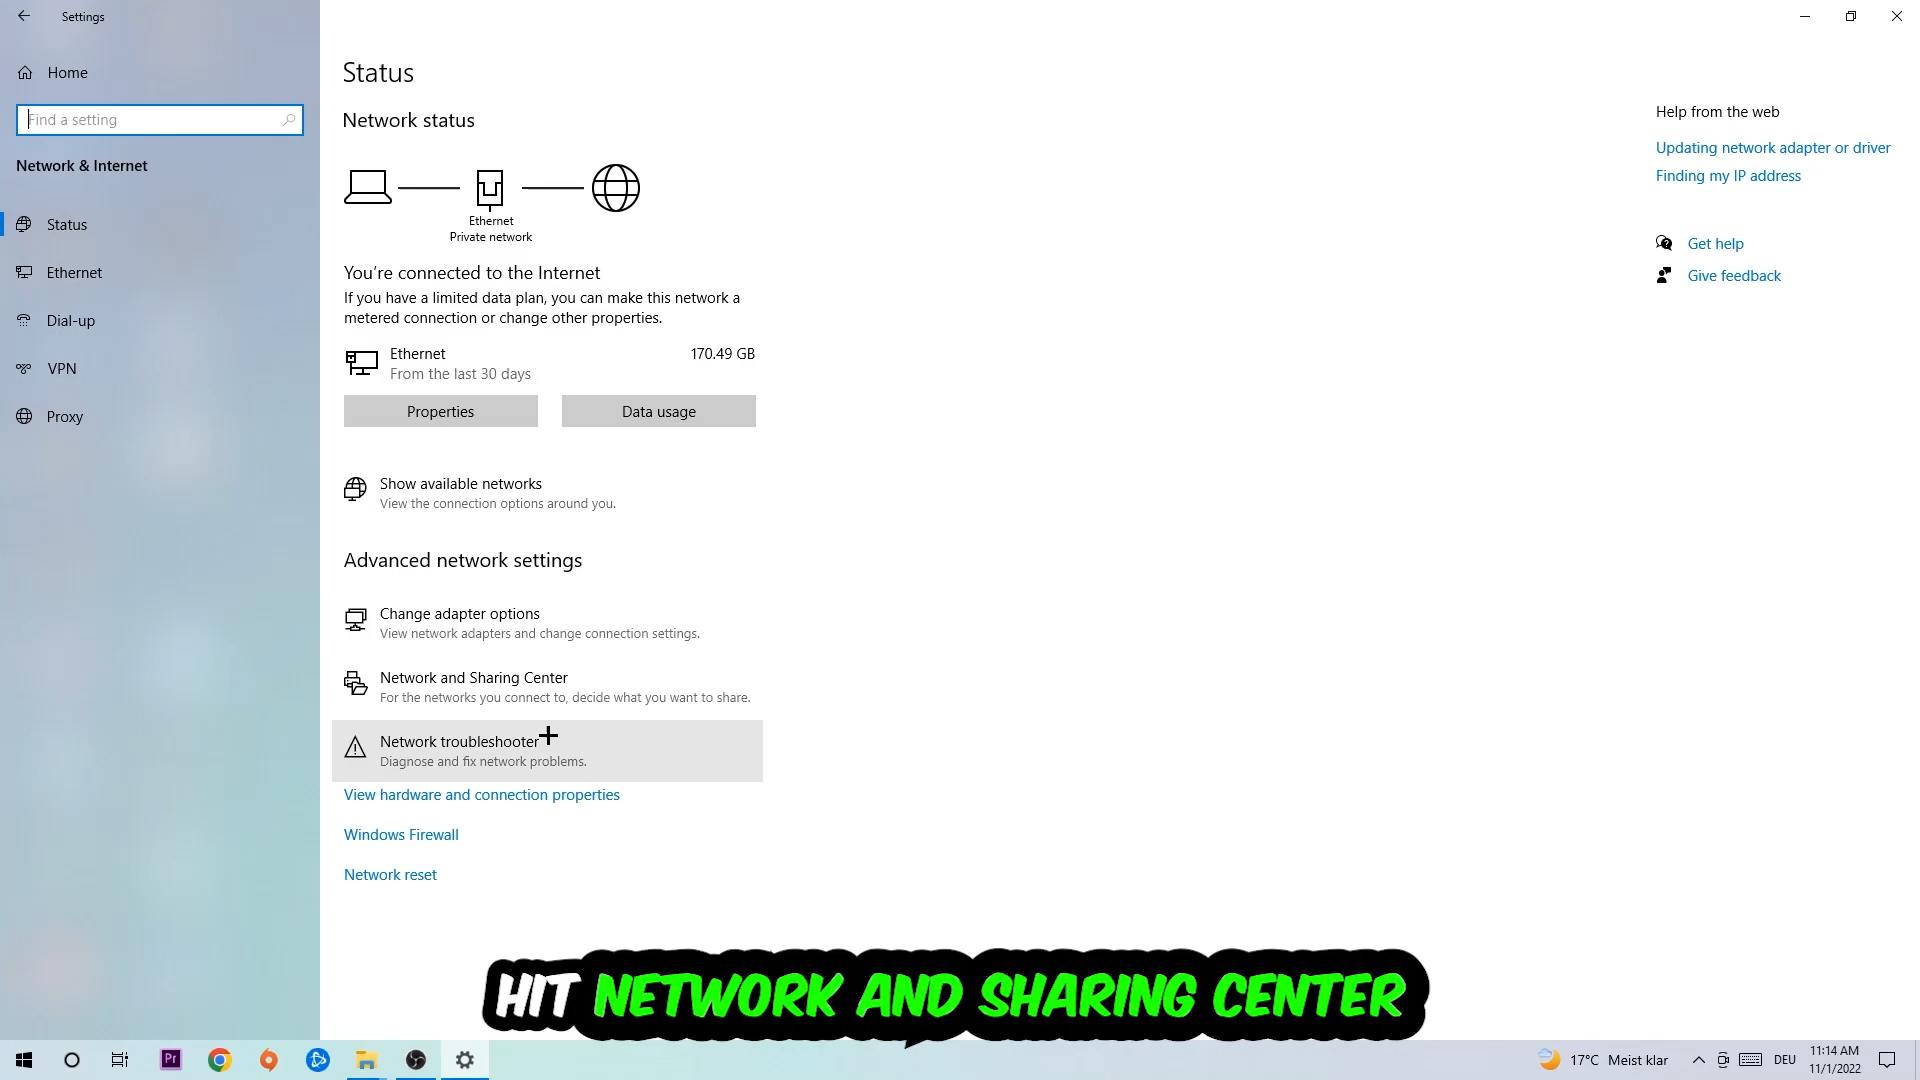 Settings
Home
Find a setting
Network & Internet
Status
Ethernet
Dial-up
VPN
Proxy
Status
Network status
Ethernet
Private network
You're connected to the Internet
If you have a limited data plan, you can make this network a
metered connection or change other properties.
Ethernet 170.49 GB
From the last 30 days
Properties Data usage
Show available networks
View the connection options around you.
Advanced network settings
Change adapter options
View network adapters and change connection settings.
Network and Sharing Center
For the networks you connect to, decide what you want to share.
Network troubleshooter
Diagnose and fix network problems.
View hardware and connection properties
Windows Firewall
Network reset
Help from the web
Updating network adapter or driver
Finding my IP address
Get help
Give feedback
HIT NETWORK AND SHARING CENTER
Pr
17°C Meist klar
DEU
11:14 AM
11/1/2022